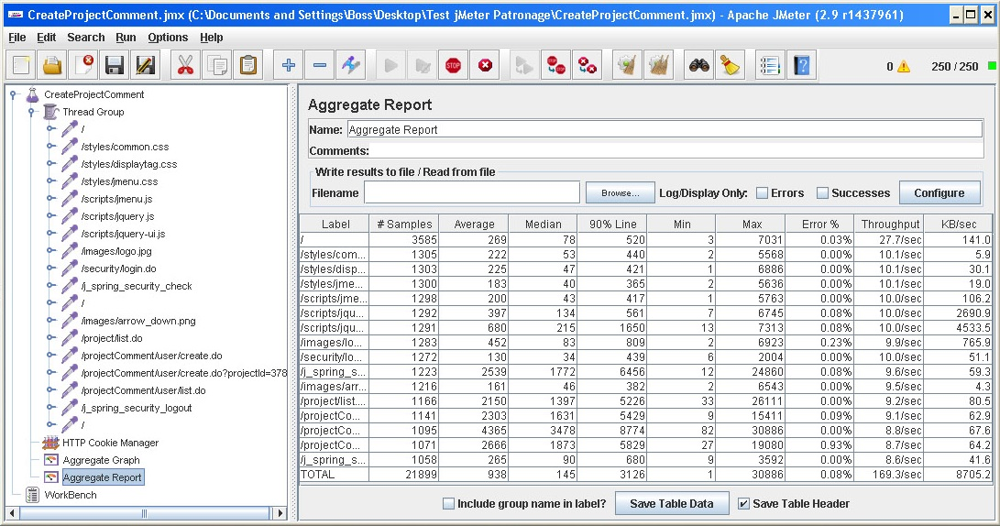 CreateProjectComment.jmx (C:\Documents and Settings\Boss\Desktop\Test jMeter Patronage\CreateProjectComment.jmx) - Apache JMeter (2.9 r1437961)
File Edit Search Run Options Help
STOP
0 250 / 250
CreateProjectComment
Thread Group
/
/styles/common.css
/styles/displaytag.css
/styles/jmenu.css
/scripts/jmenu.js
/scripts/jquery.js
/scripts/jquery-ui.js
/images/logo.jpg
/security/login.do
/j_spring_security_check
/
/images/arrow_down.png
/project/list.do
/projectComment/user/create.do
/projectComment/user/create.do?projectId=378
/projectComment/user/list.do
/j_spring_security_logout
/
HTTP Cookie Manager
Aggregate Graph
Aggregate Report
WorkBench
Aggregate Report
Name: Aggregate Report
Comments:
Write results to file / Read from file
Filename Browse... Log/Display Only: Errors Successes Configure
Label # Samples Average Median 90% Line Min Max Error % Throughput KB/sec
/ 3585 269 78 520 3 7031 0.03% 27.7/sec 141.0
/styles/com... 1305 222 53 440 2 5568 0.00% 10.1/sec 5.9
/styles/disp... 1303 225 47 421 1 6886 0.00% 10.1/sec 30.1
/styles/jme... 1300 183 40 365 2 5636 0.00% 10.1/sec 19.0
/scripts/jme... 1298 200 43 417 1 5763 0.00% 10.0/sec 106.2
/scripts/jqu... 1292 397 134 561 7 6745 0.08% 10.0/sec 2690.9
/scripts/jqu... 1291 680 215 1650 13 7313 0.08% 10.0/sec 4533.5
/images/lo... 1283 452 83 809 2 6923 0.23% 9.9/sec 765.9
/security/lo... 1272 130 34 439 6 2004 0.00% 10.0/sec 51.1
/j_spring_s... 1223 2539 1772 6456 12 24860 0.08% 9.6/sec 59.3
/images/arr... 1216 161 46 382 2 6543 0.00% 9.5/sec 4.3
/project/list.... 1166 2150 1397 5226 33 26111 0.00% 9.2/sec 80.5
/projectCo... 1141 2303 1631 5429 9 15411 0.09% 9.1/sec 62.9
/projectCo... 1095 4365 3478 8774 82 30886 0.00% 8.8/sec 67.6
/projectCo... 1071 2666 1873 5829 27 19080 0.93% 8.7/sec 64.2
/j_spring_s... 1058 265 90 680 9 3592 0.00% 8.6/sec 41.6
TOTAL 21899 938 145 3126 1 30886 0.08% 169.3/sec 8705.2
Include group name in label? Save Table Data Save Table Header